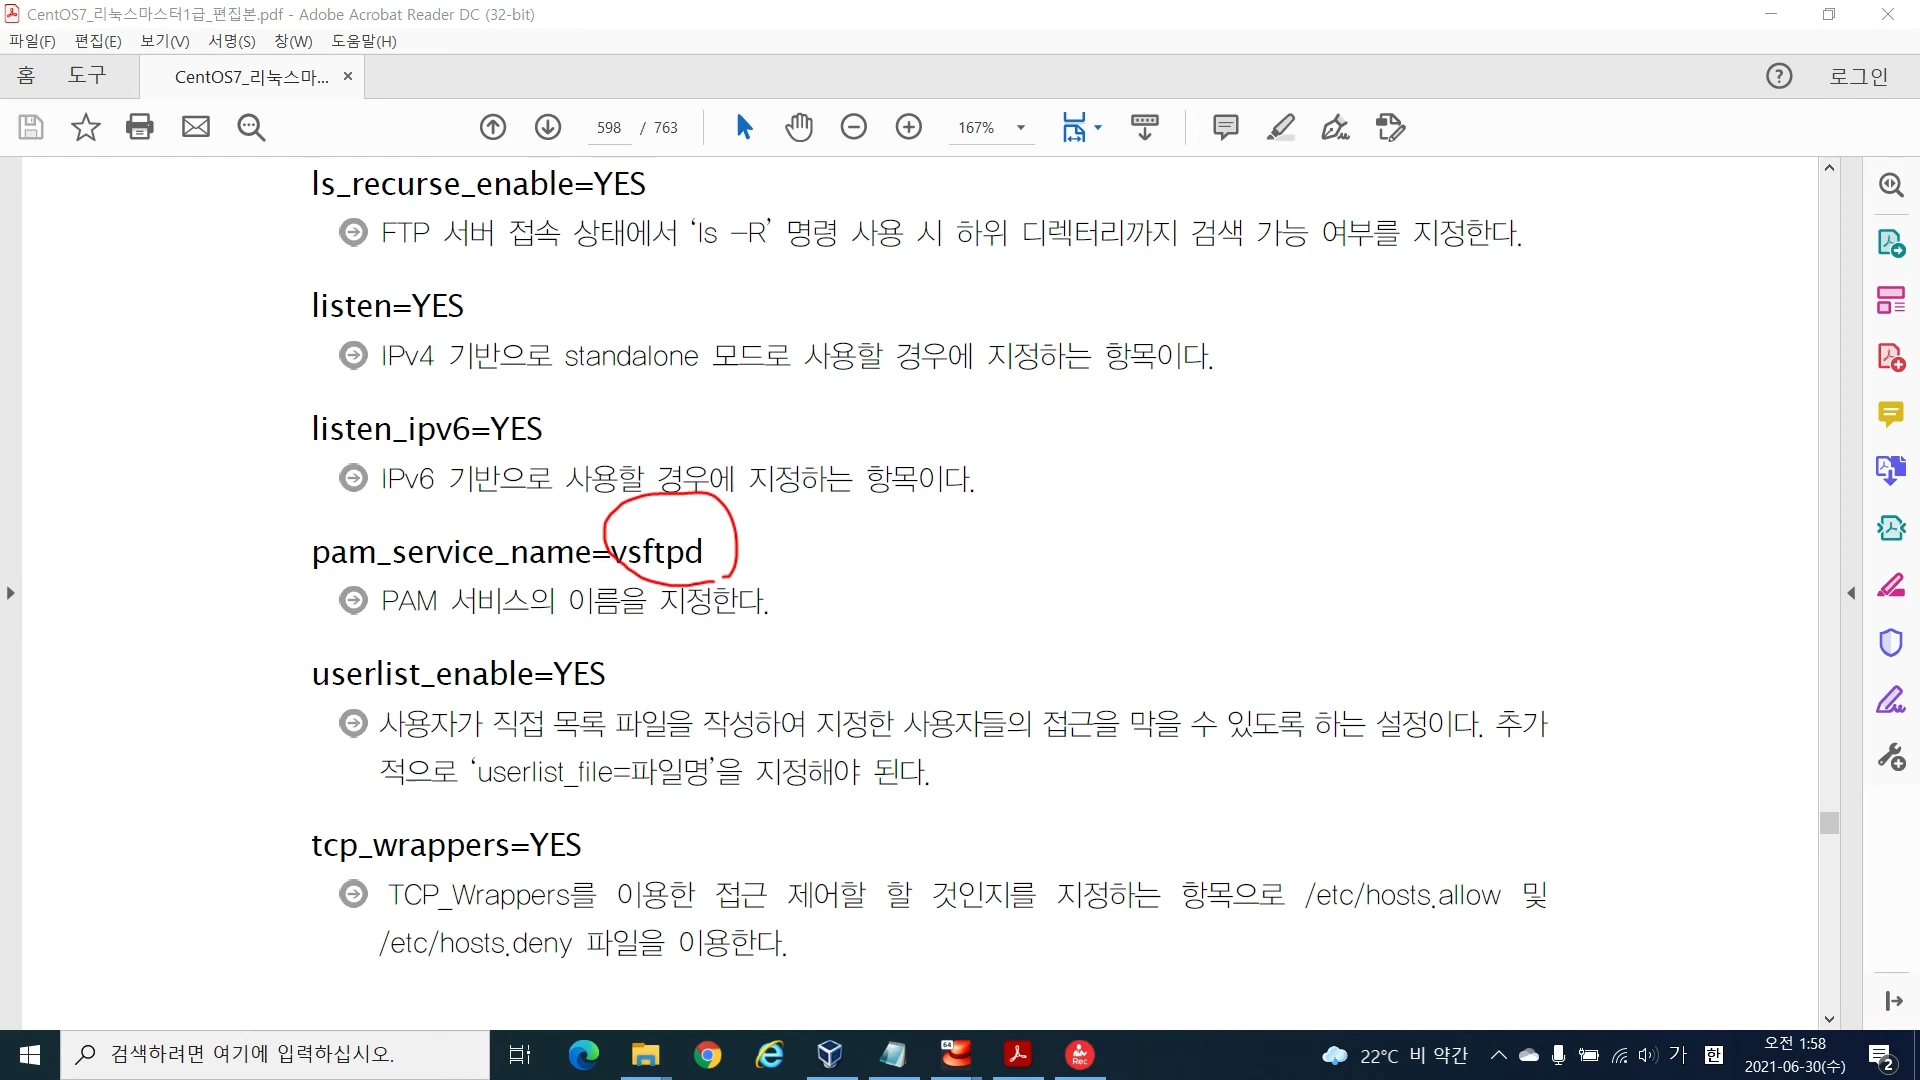 CentOS7_리눅스마스터1급_편집본.pdf - Adobe Acrobat Reader DC (32-bit)
파일(F) 편집(E) 보기(V) 서명(S) 창(W) 도움말(H)
홈 도구 CentOS7_리눅스마... × 로그인
598 / 763 167%
ls_recurse_enable=YES
FTP 서버 접속 상태에서 ‘ls –R’ 명령 사용 시 하위 디렉터리까지 검색 가능 여부를 지정한다.
listen=YES
IPv4 기반으로 standalone 모드로 사용할 경우에 지정하는 항목이다.
listen_ipv6=YES
IPv6 기반으로 사용할 경우에 지정하는 항목이다.
pam_service_name=vsftpd
PAM 서비스의 이름을 지정한다.
userlist_enable=YES
사용자가 직접 목록 파일을 작성하여 지정한 사용자들의 접근을 막을 수 있도록 하는 설정이다. 추가
적으로 ‘userlist_file=파일명’을 지정해야 된다.
tcp_wrappers=YES
TCP_Wrappers를 이용한 접근 제어할 할 것인지를 지정하는 항목으로 /etc/hosts.allow 및
/etc/hosts.deny 파일을 이용한다.
검색하려면 여기에 입력하십시오.
64
Rec
22°C 비 약간
가 한
오전 1:58
2021-06-30(수)
2